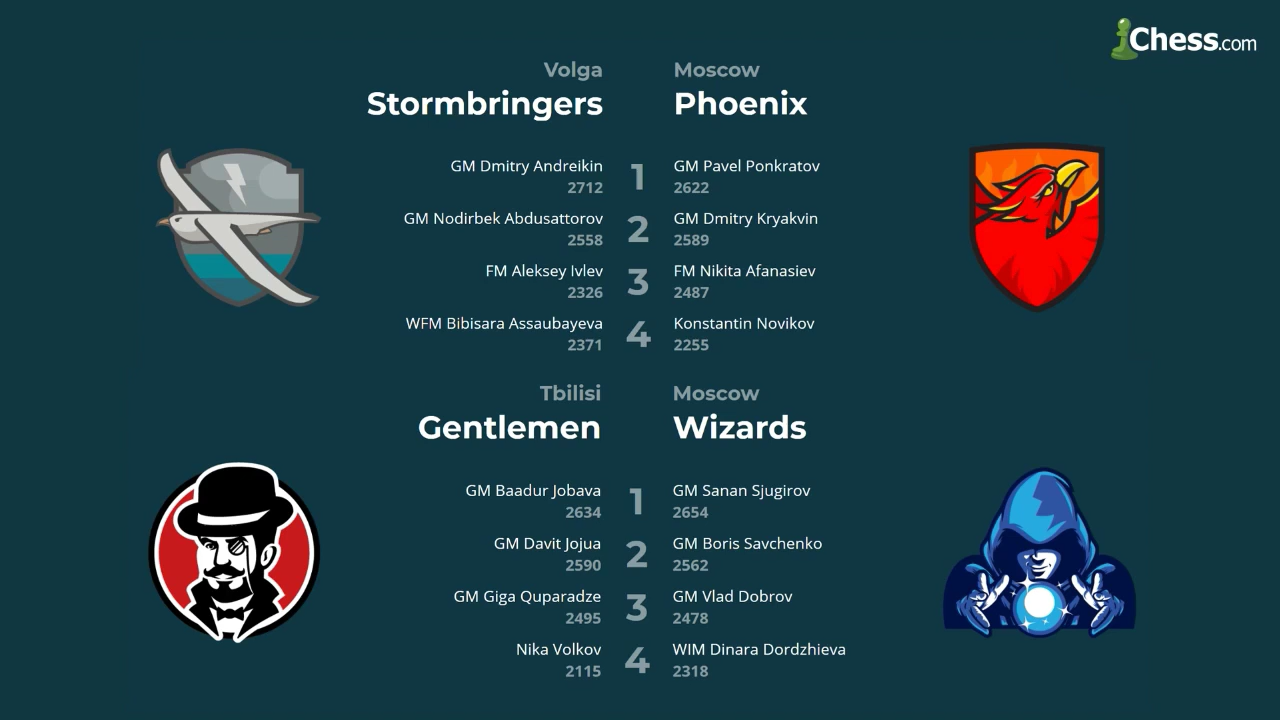 Chess.com
Volga Moscow
Stormbringers Phoenix
GM Dmitry Andreikin 1 GM Pavel Ponkratov
2712 2622
GM Nodirbek Abdusattorov 2 GM Dmitry Kryakvin
2558 2589
FM Aleksey Ivlev 3 FM Nikita Afanasiev
2326 2487
WFM Bibisara Assaubayeva 4 Konstantin Novikov
2371 2255
Tbilisi Moscow
Gentlemen Wizards
GM Baadur Jobava 1 GM Sanan Sjugirov
2634 2654
GM Davit Jojua 2 GM Boris Savchenko
2590 2562
GM Giga Quparadze 3 GM Vlad Dobrov
2495 2478
Nika Volkov 4 WIM Dinara Dordzhieva
2115 2318